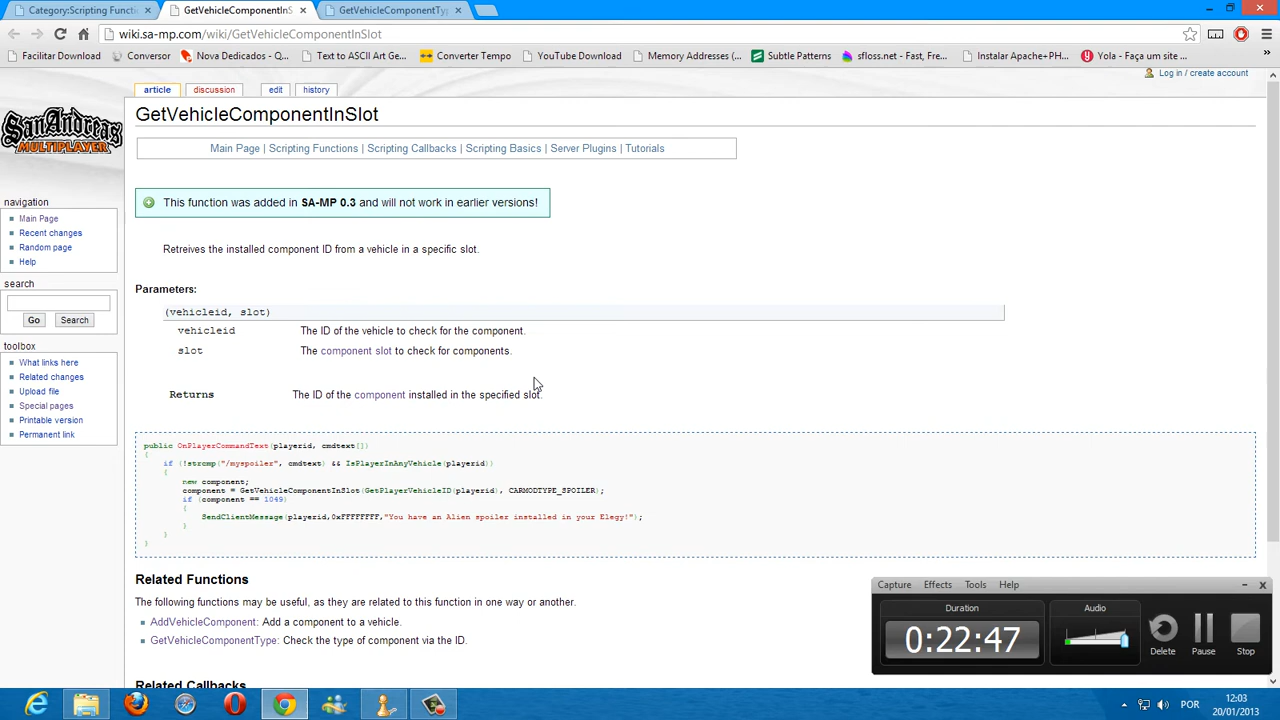 Category:Scripting Functi
GetVehicleComponentInS
GetVehicleComponentTy
wiki.sa-mp.com/wiki/GetVehicleComponentInSlot
Facilitar Download
Conversor
Nova Dedicados - Q...
Text to ASCII Art Ge...
Converter Tempo
YouTube Download
Memory Addresses (...
Subtle Patterns
sfloss.net - Fast, Fre...
Instalar Apache+PH...
Yola - Faça um site ...
»
Log in / create account
article
discussion
edit
history
SanAndreas
MULTIPLAYER
GetVehicleComponentInSlot
Main Page | Scripting Functions | Scripting Callbacks | Scripting Basics | Server Plugins | Tutorials
This function was added in SA-MP 0.3 and will not work in earlier versions!
navigation
Main Page
Recent changes
Random page
Help
search
Go
Search
toolbox
What links here
Related changes
Upload file
Special pages
Printable version
Permanent link
Retreives the installed component ID from a vehicle in a specific slot.
Parameters:
(vehicleid, slot)
vehicleid The ID of the vehicle to check for the component.
slot The component slot to check for components.
Returns The ID of the component installed in the specified slot.
public OnPlayerCommandText(playerid, cmdtext[])
{
if (!strcmp("/myspoiler", cmdtext) && IsPlayerInAnyVehicle(playerid))
{
new component;
component = GetVehicleComponentInSlot(GetPlayerVehicleID(playerid), CARMODTYPE_SPOILER);
if (component == 1049)
{
SendClientMessage(playerid,0xFFFFFFFF,"You have an Alien spoiler installed in your Elegy!");
}
}
}
Related Functions
The following functions may be useful, as they are related to this function in one way or another.
AddVehicleComponent: Add a component to a vehicle.
GetVehicleComponentType: Check the type of component via the ID.
Related Callbacks
Capture Effects Tools Help
Duration
0:22:47
Audio
Delete
Pause
Stop
POR
12:03
20/01/2013